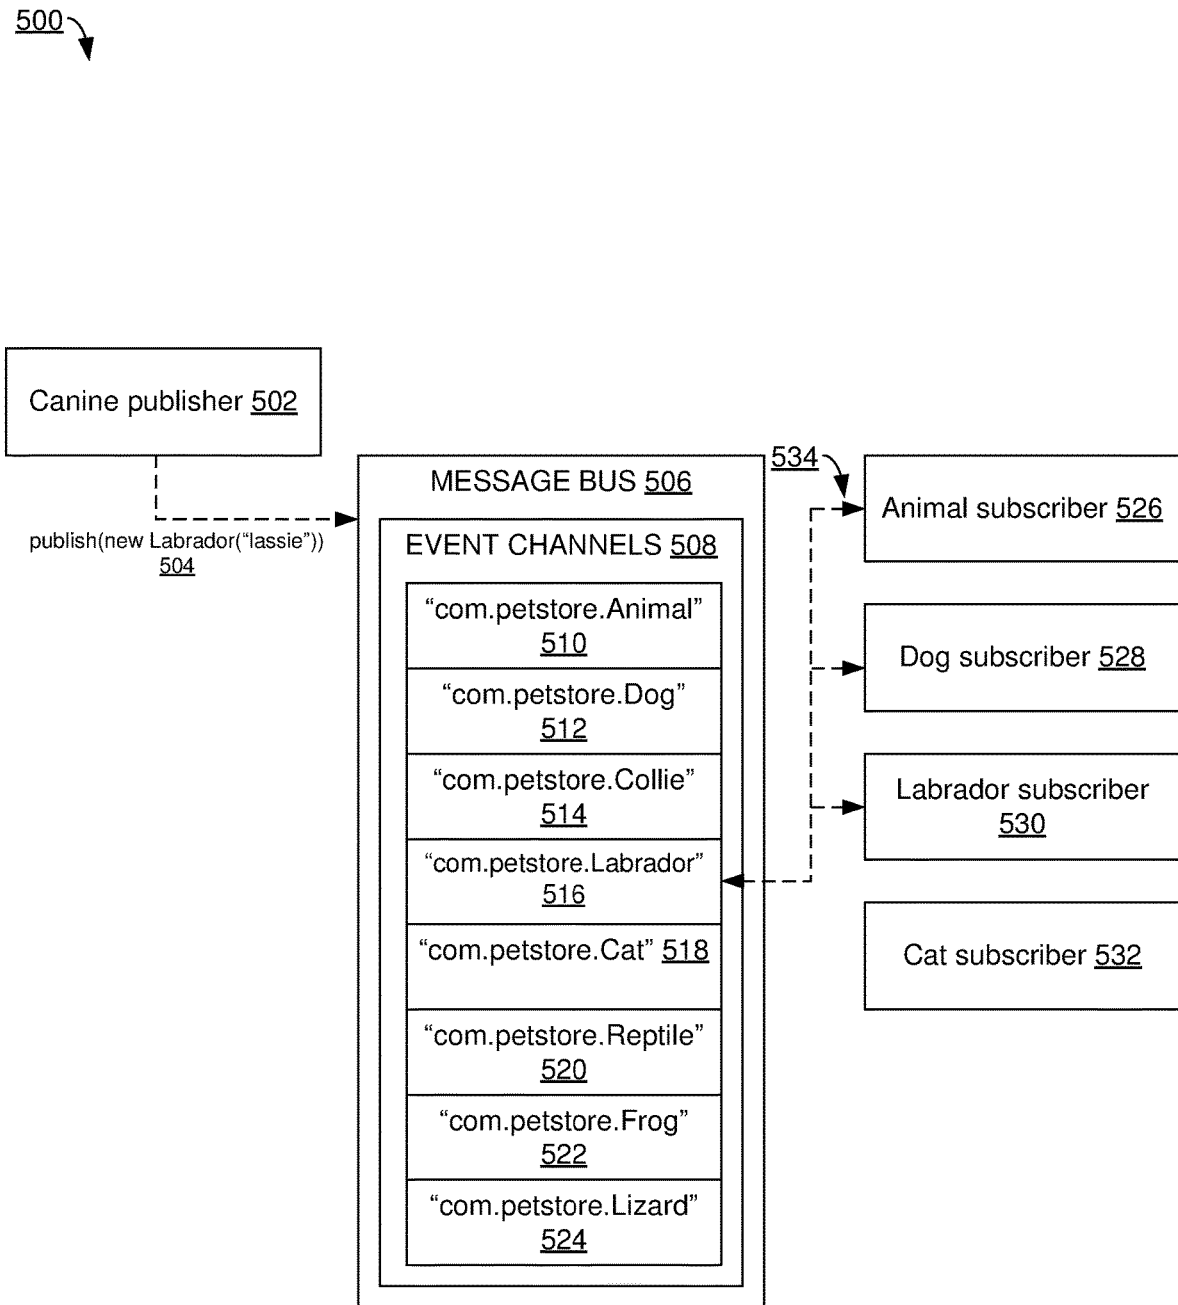 500
Canine publisher 502
publish(new Labrador(“lassie”))
504
MESSAGE BUS 506
EVENT CHANNELS 508
“com.petstore.Animal”
510
“com.petstore.Dog”
512
“com.petstore.Collie”
514
“com.petstore.Labrador”
516
“com.petstore.Cat” 518
“com.petstore.Reptile”
520
“com.petstore.Frog”
522
“com.petstore.Lizard”
524
534
Animal subscriber 526
Dog subscriber 528
Labrador subscriber
530
Cat subscriber 532